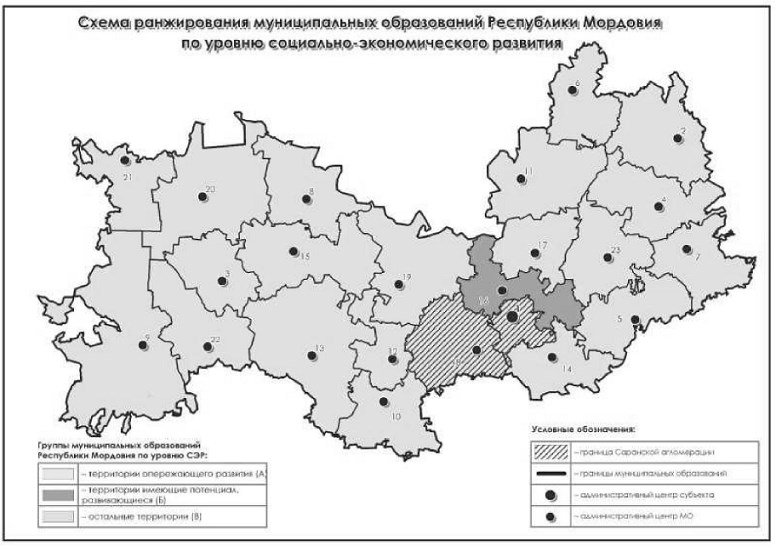 Схема ранжирования муниципальных образований Республики Мордовия
по уровню социально-экономического развития
6
2
21
11
20
8
4
17
7
15
23
3
19
16
5
9
22
13
12
14
10
Группы муниципальных образований
Республики Мордовия по уровню СЭР:
– территории опережающего развития (А)
– территории имеющие потенциал,
развивающиеся (Б)
– остальные территории (В)
Условные обозначения:
– граница Саранской агломерации
– границы муниципальных образований
– административный центр субъекта
– административный центр МО